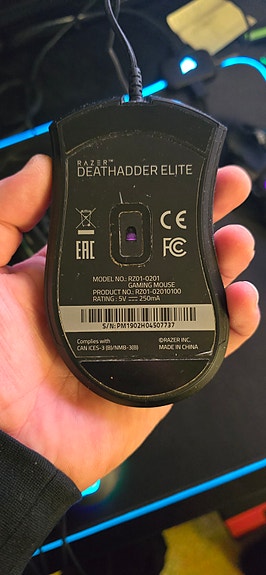 RAZER™
DEATHADDER ELITE
EAC
CE
FC
MODEL NO.: RZ01-0201
GAMING MOUSE
PRODUCT NO.: RZ01-02010100
RATING : 5V ⎓ 250mA
S/N:PM1902H04507737
Complies with
CAN ICES-3 (B)/NMB-3(B)
©RAZER INC.
MADE IN CHINA